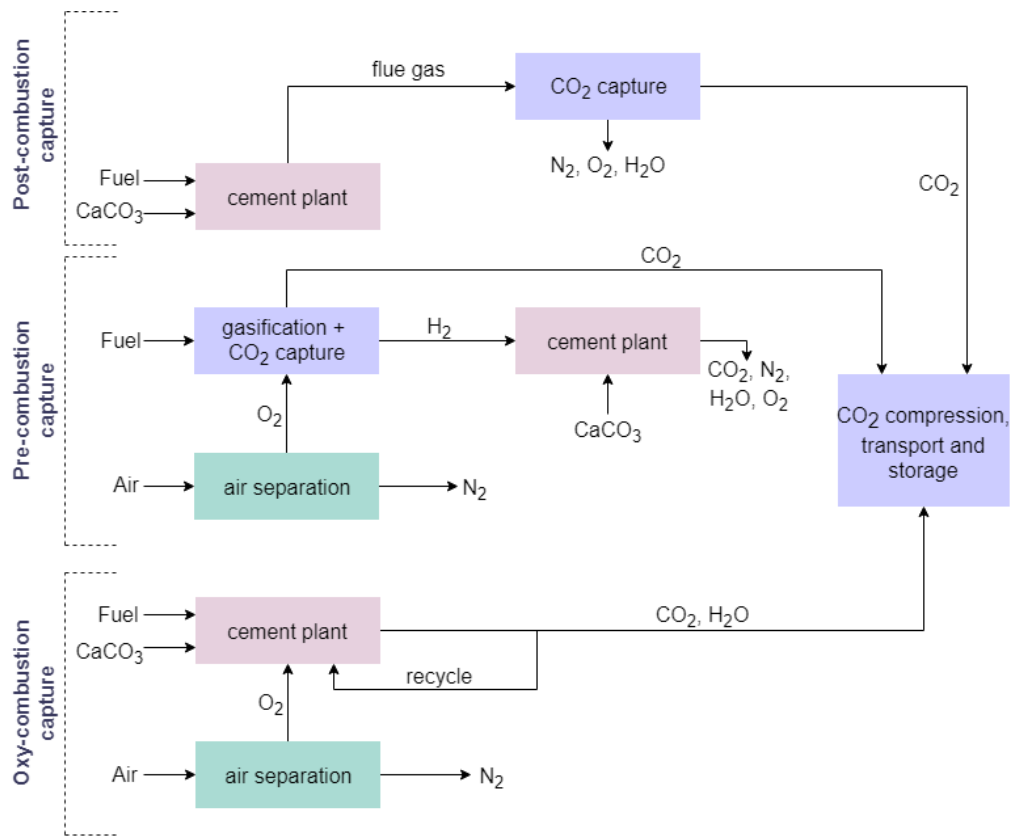 Post-combustion
capture
flue gas
CO₂ capture
N₂, O₂, H₂O
Fuel
CaCO₃
cement plant
CO₂
Pre-combustion
capture
CO₂
Fuel
gasification +
CO₂ capture
H₂
cement plant
CO₂, N₂,
H₂O, O₂
CaCO₃
O₂
Air
air separation
N₂
CO₂ compression,
transport and
storage
Oxy-combustion
capture
Fuel
CaCO₃
cement plant
CO₂, H₂O
recycle
O₂
Air
air separation
N₂